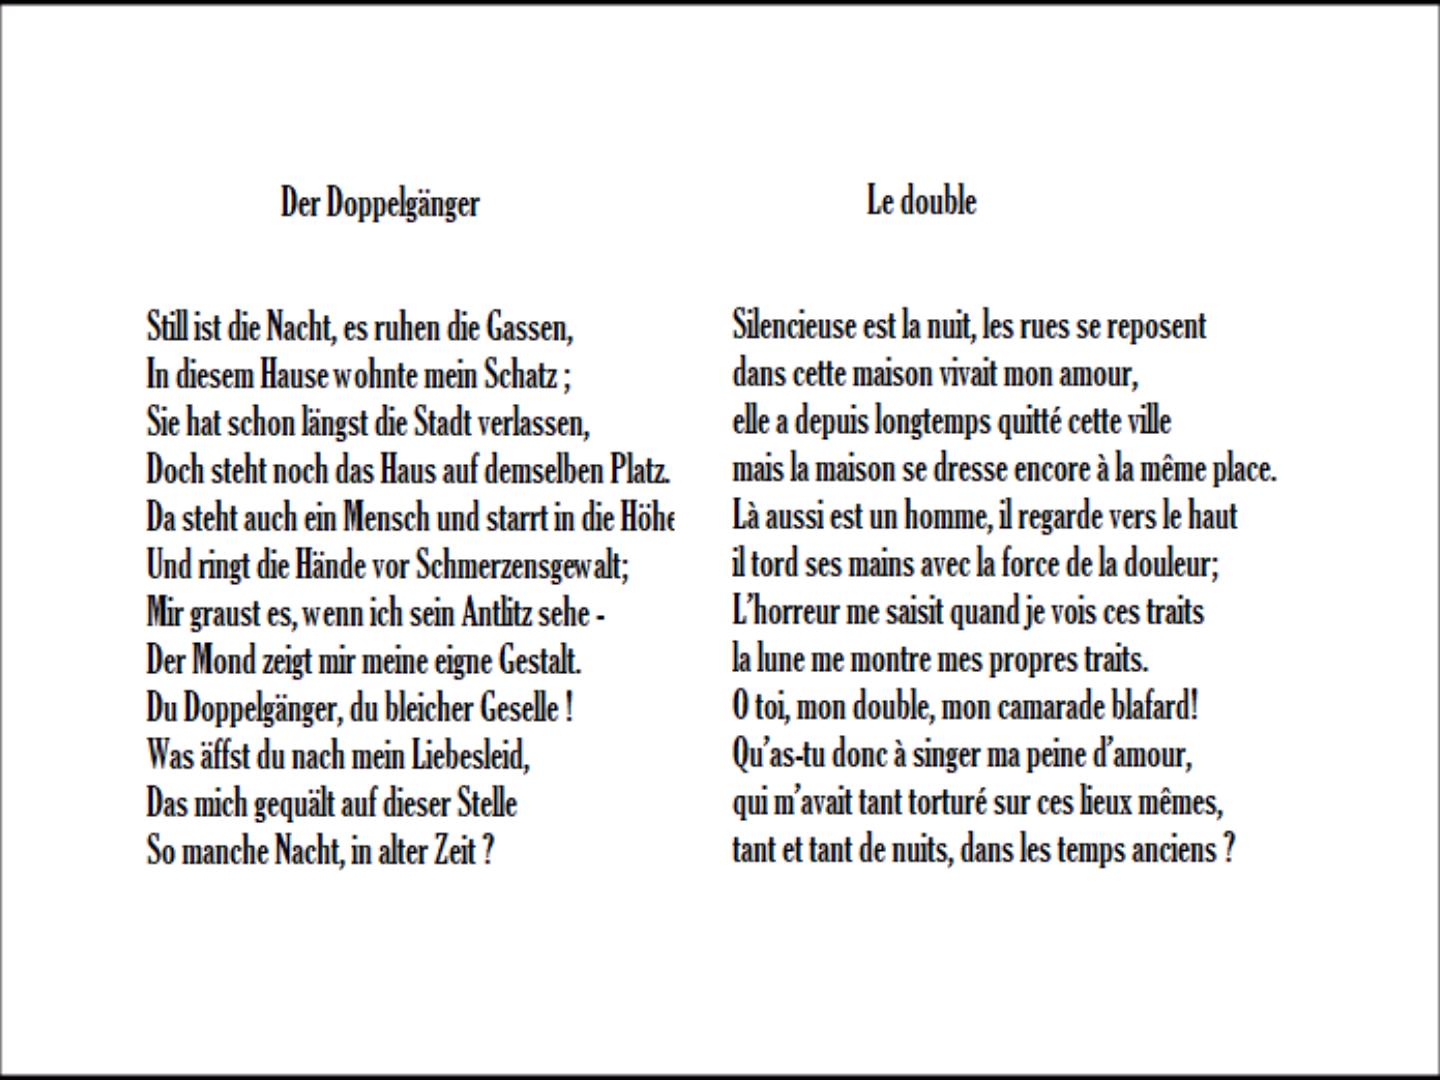 Der Doppelgänger
Still ist die Nacht, es ruhen die Gassen,
In diesem Hause wohnte mein Schatz ;
Sie hat schon längst die Stadt verlassen,
Doch steht noch das Haus auf demselben Platz.
Da steht auch ein Mensch und starrt in die Höhe
Und ringt die Hände vor Schmerzensgewalt;
Mir graust es, wenn ich sein Antlitz sehe -
Der Mond zeigt mir meine eigne Gestalt.
Du Doppelgänger, du bleicher Geselle !
Was äffst du nach mein Liebesleid,
Das mich gequält auf dieser Stelle
So manche Nacht, in alter Zeit ?
Le double
Silencieuse est la nuit, les rues se reposent
dans cette maison vivait mon amour,
elle a depuis longtemps quitté cette ville
mais la maison se dresse encore à la même place.
Là aussi est un homme, il regarde vers le haut
il tord ses mains avec la force de la douleur;
L’horreur me saisit quand je vois ces traits
la lune me montre mes propres traits.
O toi, mon double, mon camarade blafard!
Qu’as-tu donc à singer ma peine d’amour,
qui m’avait tant torturé sur ces lieux mêmes,
tant et tant de nuits, dans les temps anciens ?